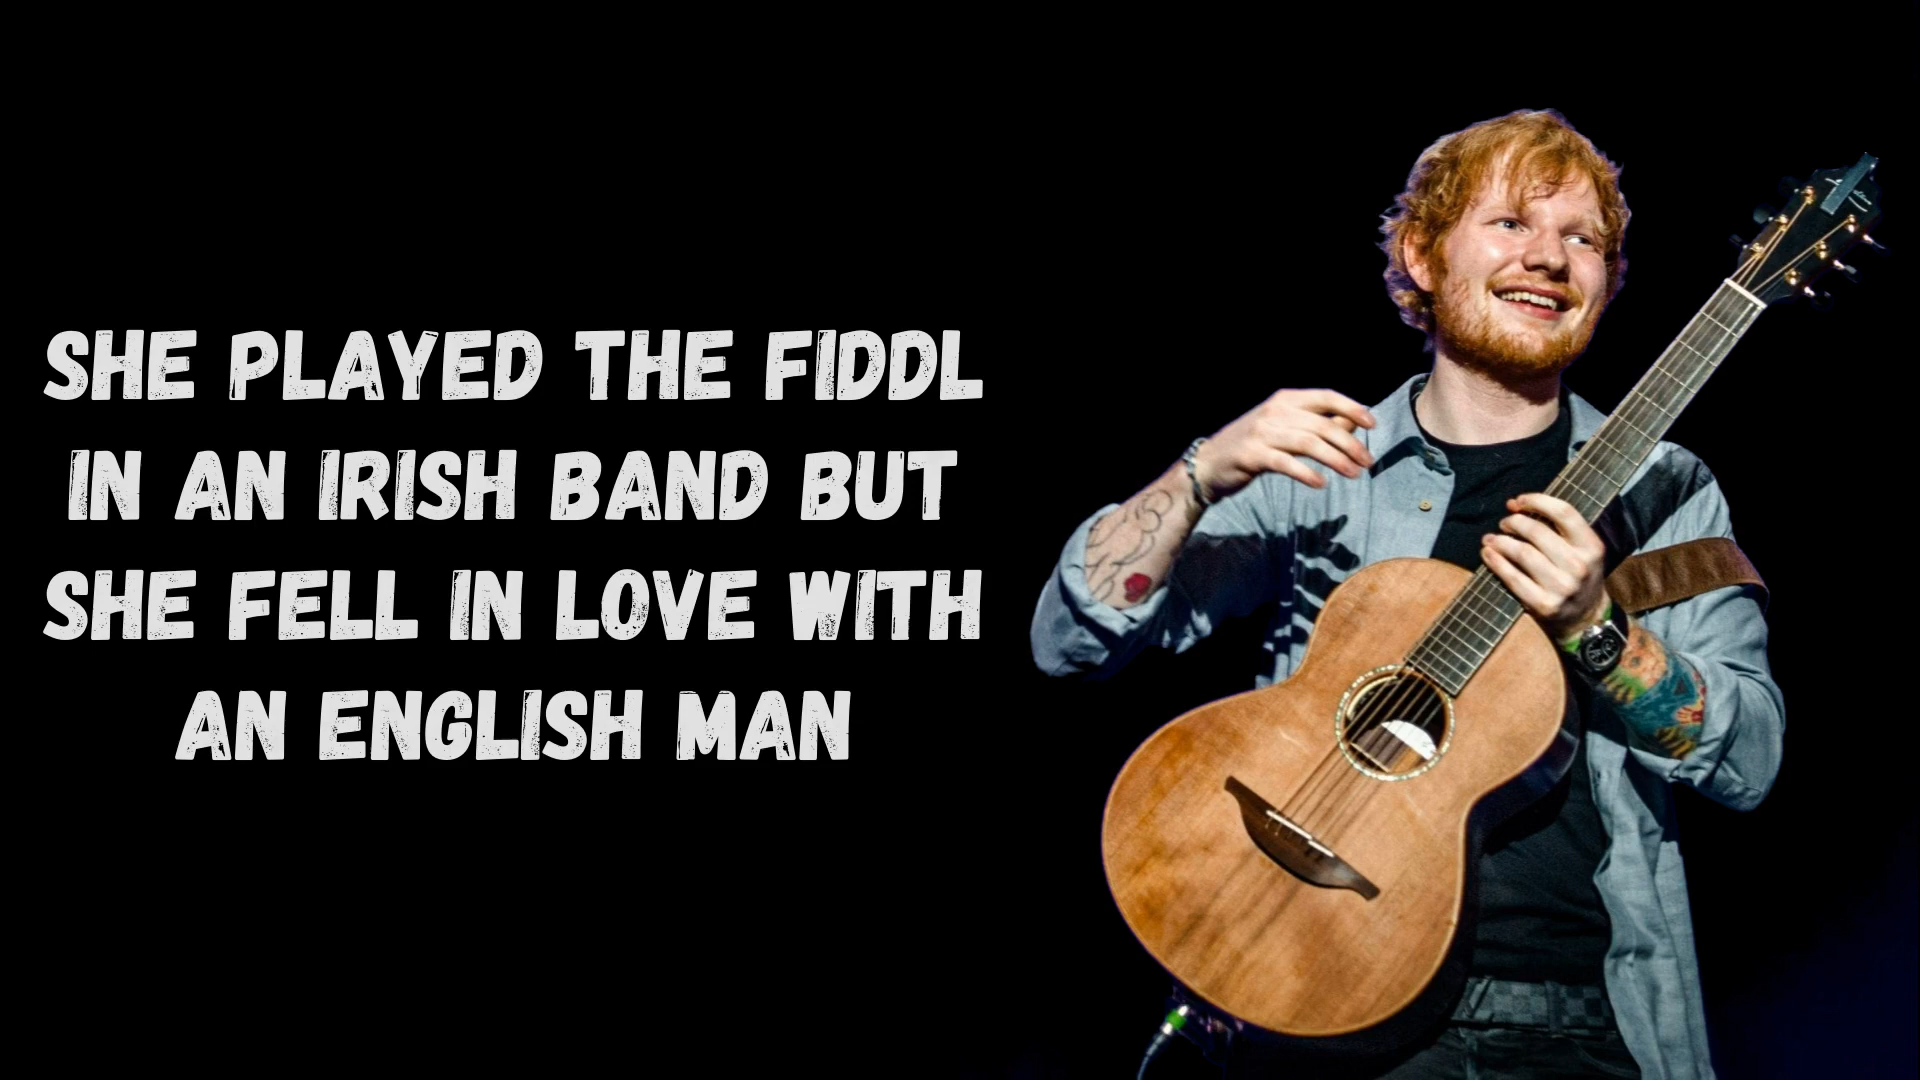 SHE PLAYED THE FIDDL
IN AN IRISH BAND BUT
SHE FELL IN LOVE WITH
AN ENGLISH MAN